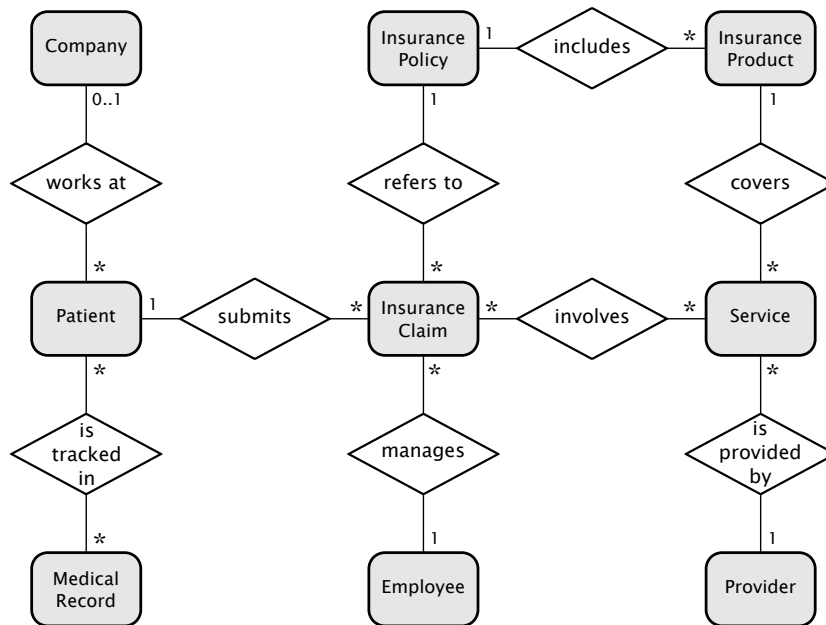 Company
Insurance
Policy
1
includes
*
Insurance
Product
0..1
1
1
works at
refers to
covers
*
*
*
Patient
1
submits
*
Insurance
Claim
*
involves
*
Service
*
*
*
is
tracked
in
manages
is
provided
by
*
1
1
Medical
Record
Employee
Provider